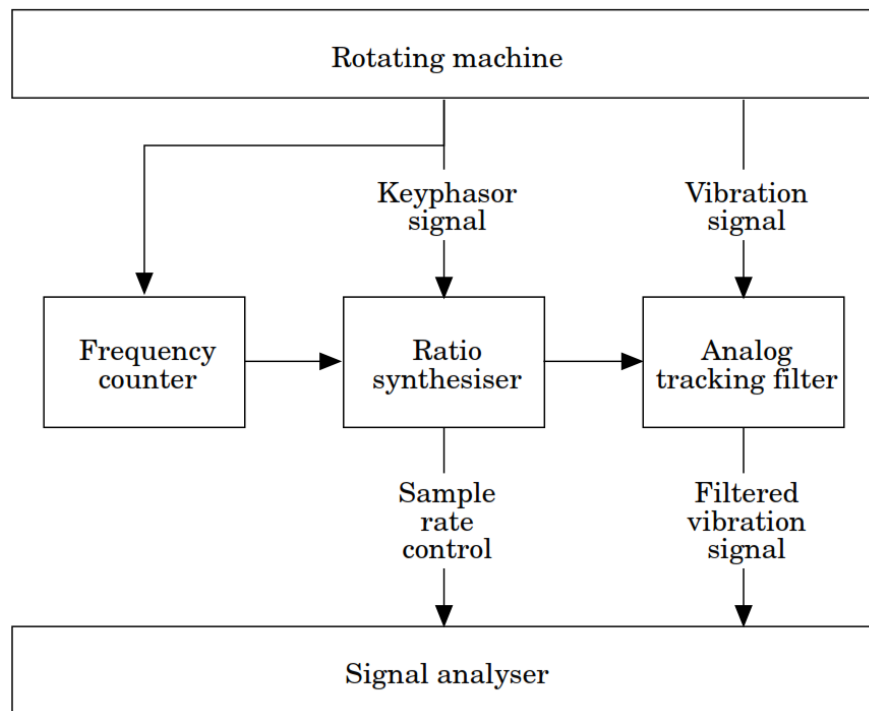 Rotating machine
Keyphasor
signal
Vibration
signal
Frequency
counter
Ratio
synthesiser
Analog
tracking filter
Sample
rate
control
Filtered
vibration
signal
Signal analyser